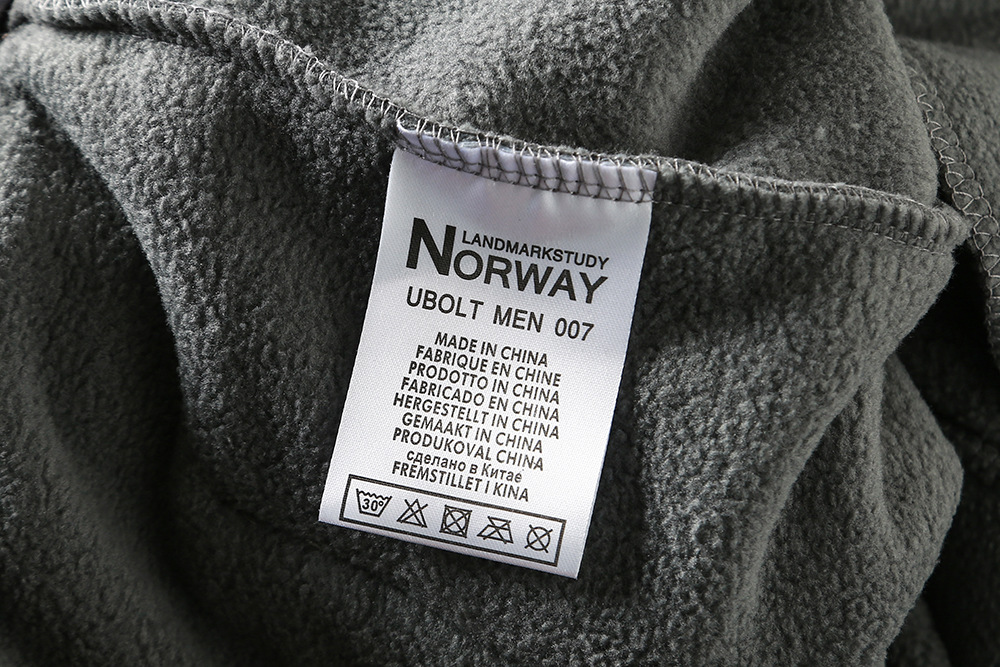 LANDMARKSTUDY
NORWAY
UBOLT MEN 007
MADE IN CHINA
FABRIQUE EN CHINE
PRODOTTO IN CHINA
FABRICADO EN CHINA
HERGESTELLT IN CHINA
GEMAAKT IN CHINA
PRODUKOVAL CHINA
сделано в Китае
FREMSTILLET I KINA
30°